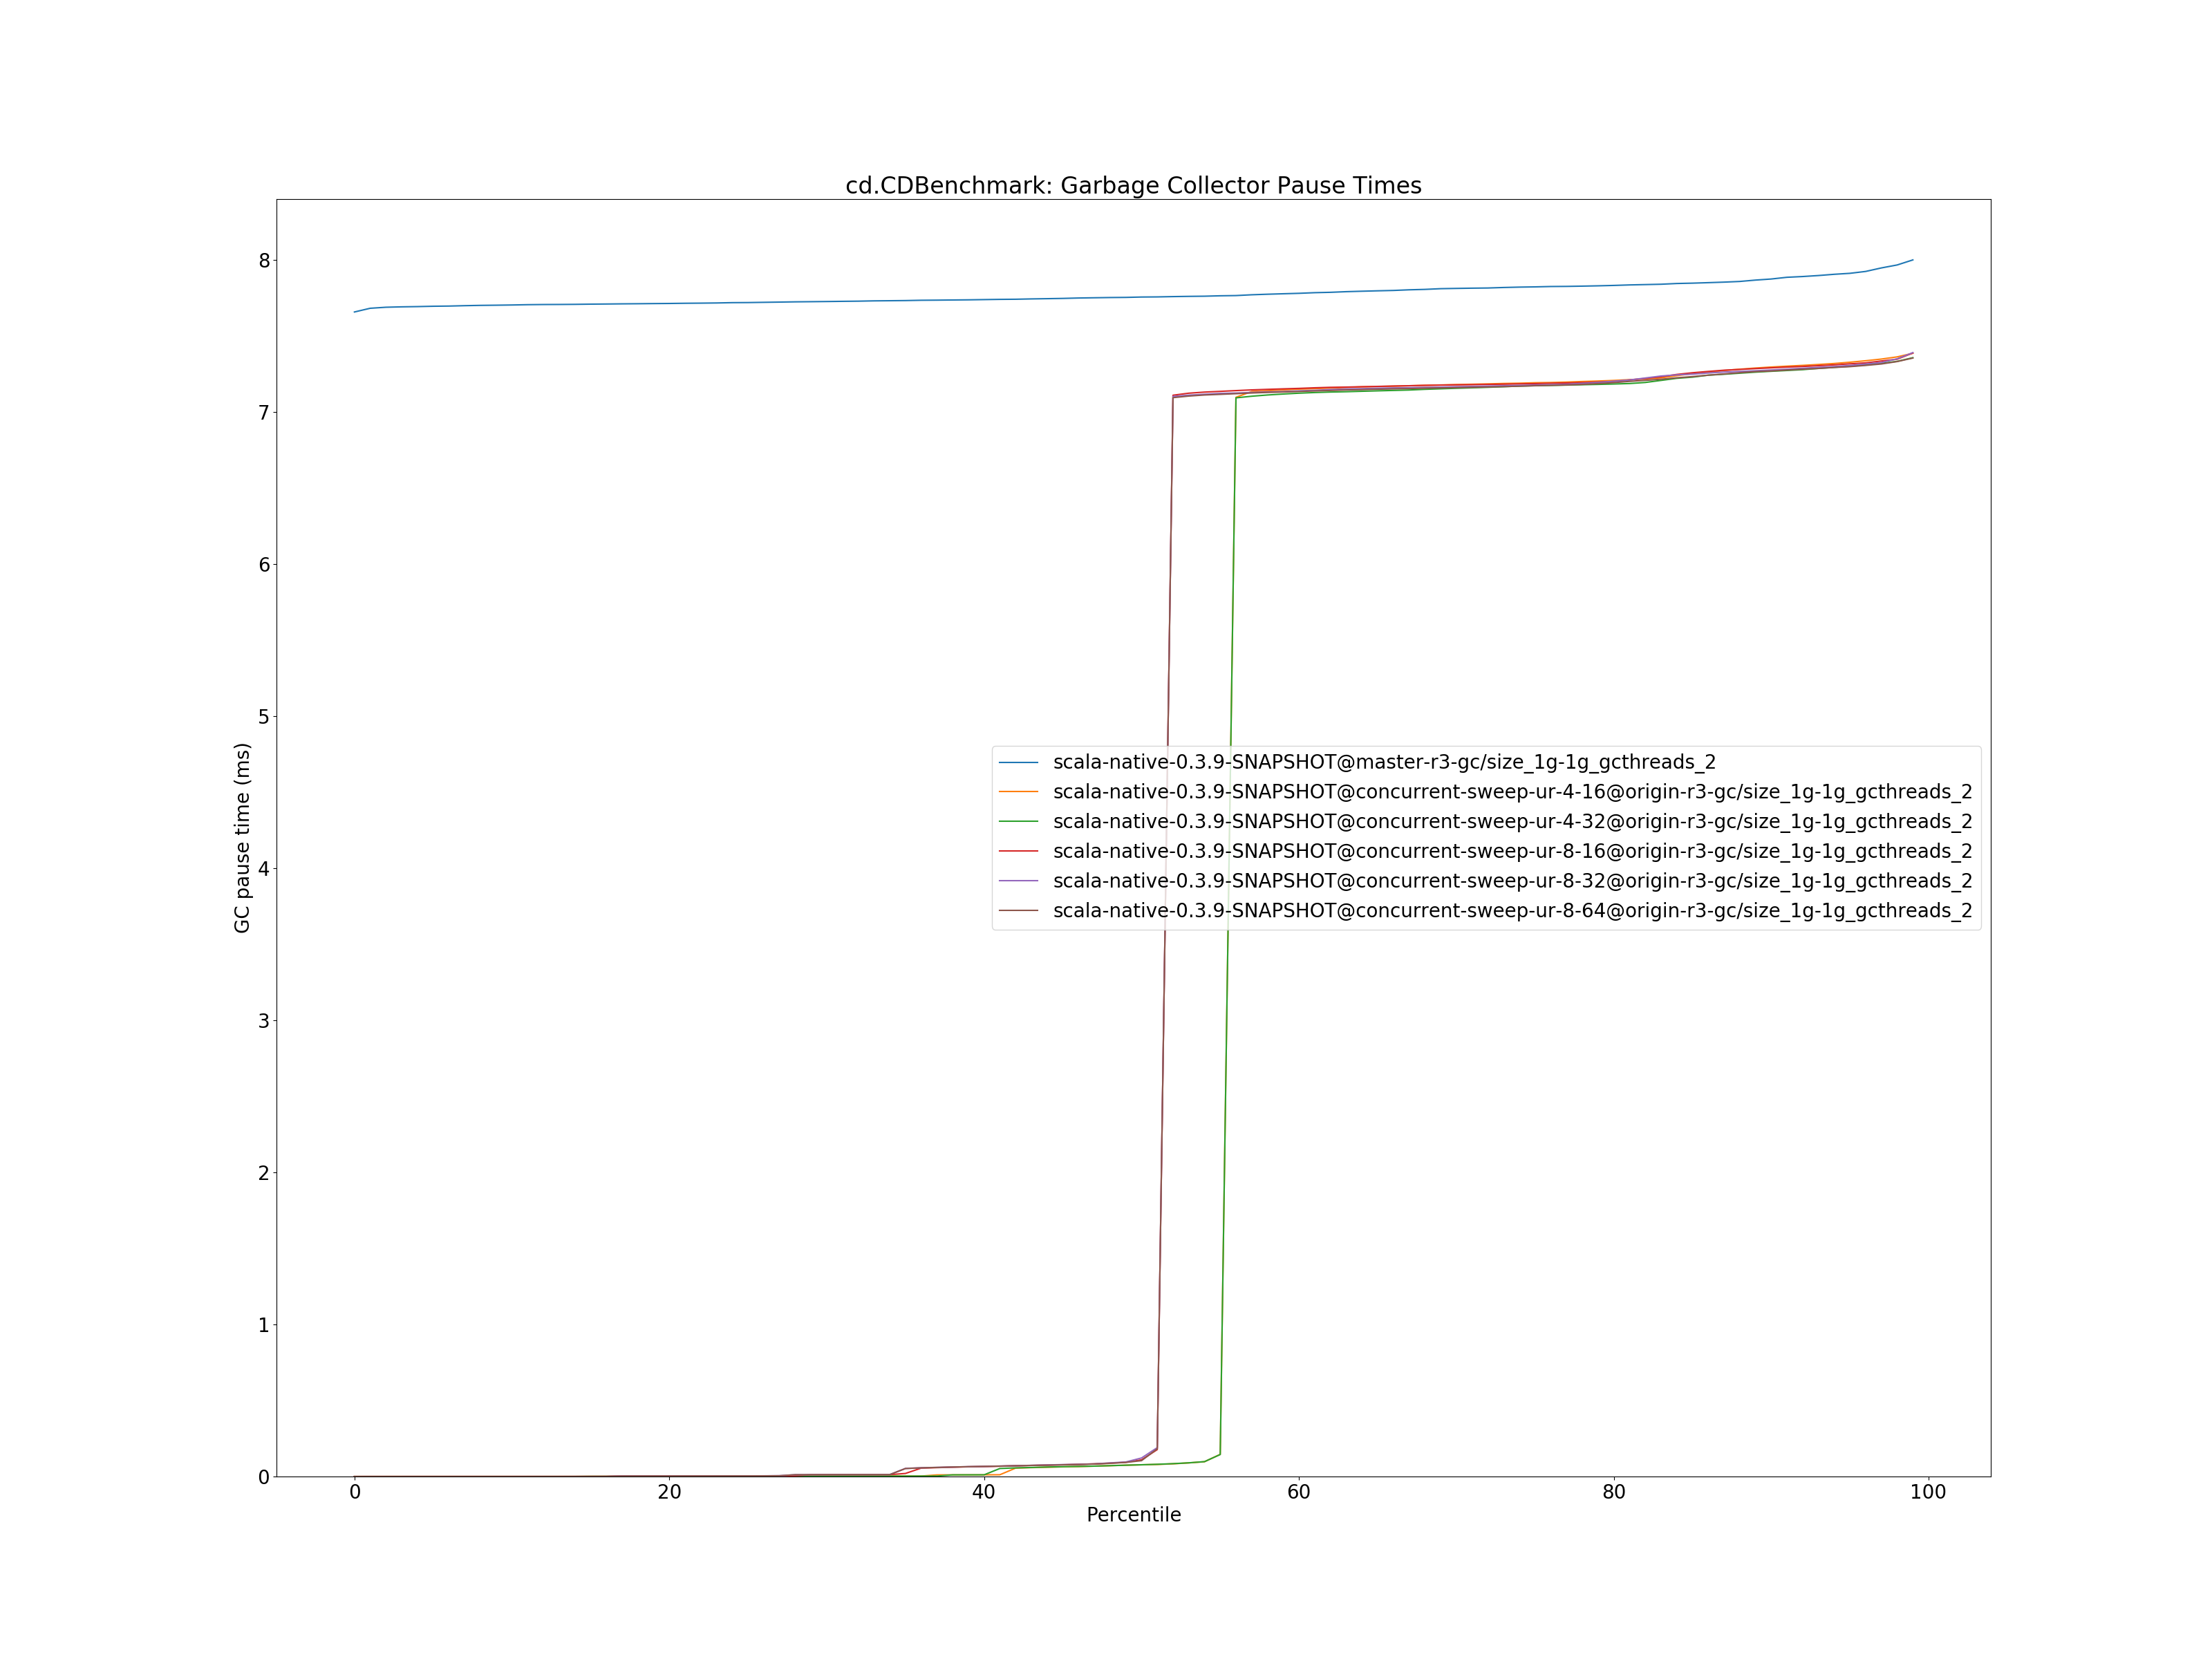 cd.CDBenchmark: Garbage Collector Pause Times
8
7
6
5
4
3
2
1
0
GC pause time (ms)
scala-native-0.3.9-SNAPSHOT@master-r3-gc/size_1g-1g_gcthreads_2
scala-native-0.3.9-SNAPSHOT@concurrent-sweep-ur-4-16@origin-r3-gc/size_1g-1g_gcthreads_2
scala-native-0.3.9-SNAPSHOT@concurrent-sweep-ur-4-32@origin-r3-gc/size_1g-1g_gcthreads_2
scala-native-0.3.9-SNAPSHOT@concurrent-sweep-ur-8-16@origin-r3-gc/size_1g-1g_gcthreads_2
scala-native-0.3.9-SNAPSHOT@concurrent-sweep-ur-8-32@origin-r3-gc/size_1g-1g_gcthreads_2
scala-native-0.3.9-SNAPSHOT@concurrent-sweep-ur-8-64@origin-r3-gc/size_1g-1g_gcthreads_2
0 20 40 60 80 100
Percentile